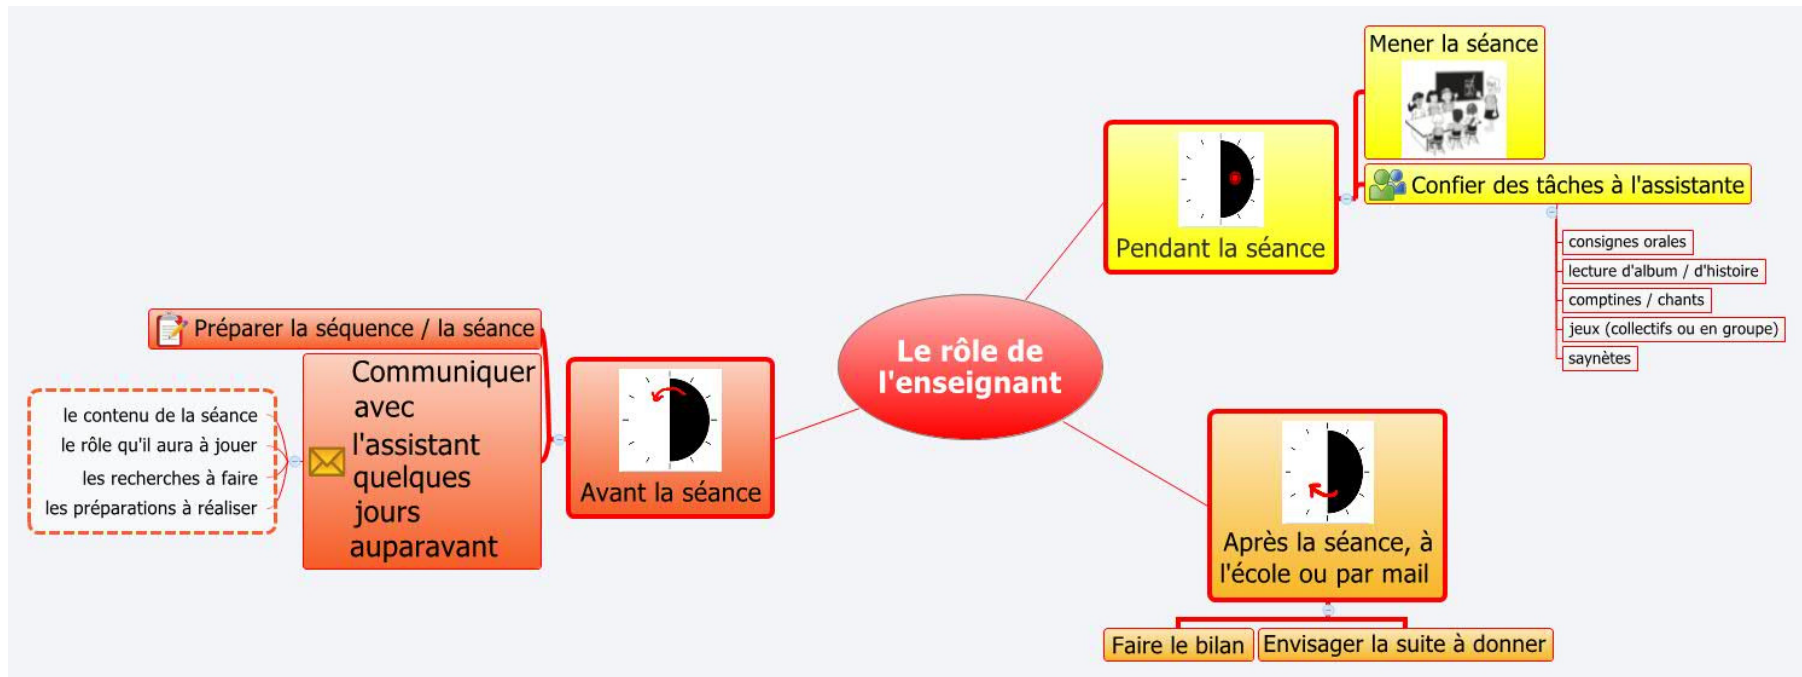 Le rôle de
l'enseignant
Avant la séance
Préparer la séquence / la séance
Communiquer
avec
l'assistant
quelques
jours
auparavant
le contenu de la séance
le rôle qu'il aura à jouer
les recherches à faire
les préparations à réaliser
Pendant la séance
Mener la séance
Confier des tâches à l'assistante
consignes orales
lecture d'album / d'histoire
comptines / chants
jeux (collectifs ou en groupe)
saynètes
Après la séance, à
l'école ou par mail
Faire le bilan
Envisager la suite à donner